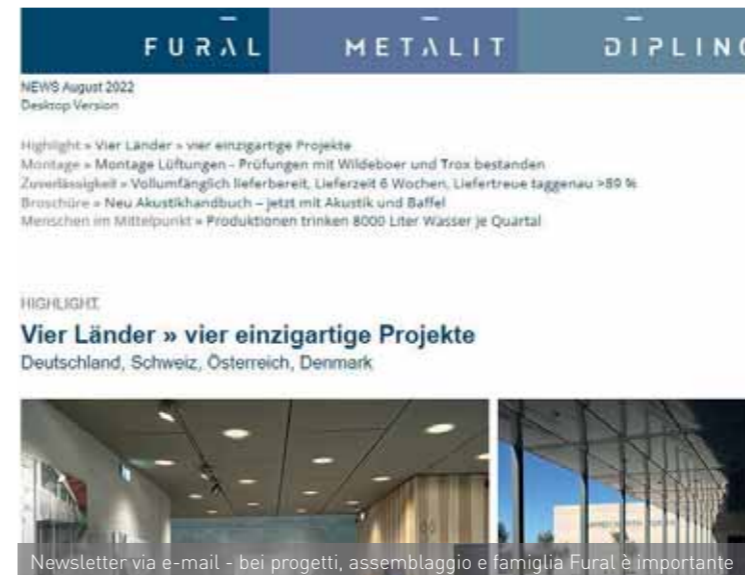 FURAL METALIT DIPLING
NEWS August 2022
Desktop Version
Highlight » Vier Länder » vier einzigartige Projekte
Montage » Montage Lüftungen - Prüfungen mit Wildeboer und Trox bestanden
Zuverlässigkeit » Vollumfänglich lieferbereit, Lieferzeit 6 Wochen, Liefertreue taggenau >89 %
Broschüre » Neu Akustikhandbuch – jetzt mit Akustik und Baffel
Menschen im Mittelpunkt » Produktionen trinken 8000 Liter Wasser je Quartal
HIGHLIGHT
Vier Länder » vier einzigartige Projekte
Deutschland, Schweiz, Österreich, Denmark
Newsletter via e-mail - bei progetti, assemblaggio e famiglia Fural è importante